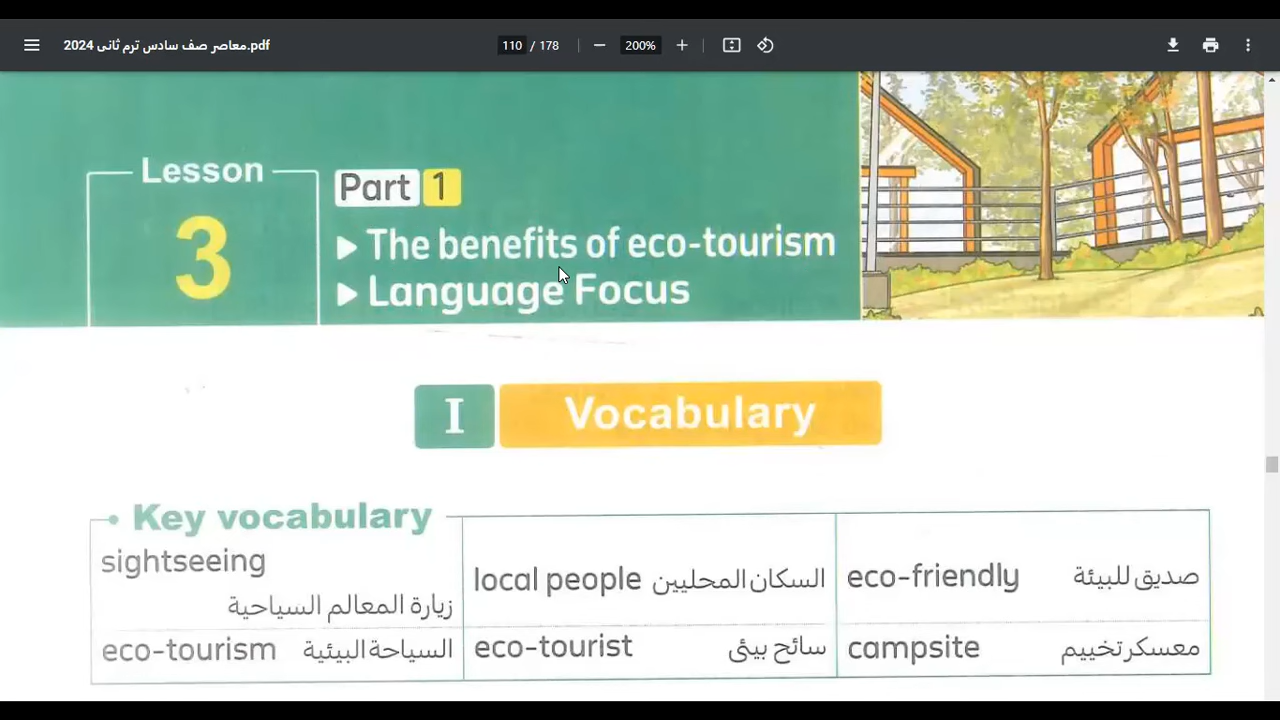 معاصر صف سادس ترم ثانى 2024.pdf
110 / 178
200%
Lesson
3
Part 1
The benefits of eco-tourism
Language Focus
I Vocabulary
Key vocabulary
sightseeing
زيارة المعالم السياحية
local people السكان المحليين
eco-friendly صديق للبيئة
eco-tourism السياحة البيئية
eco-tourist سائح بيئى
campsite معسكر تخييم